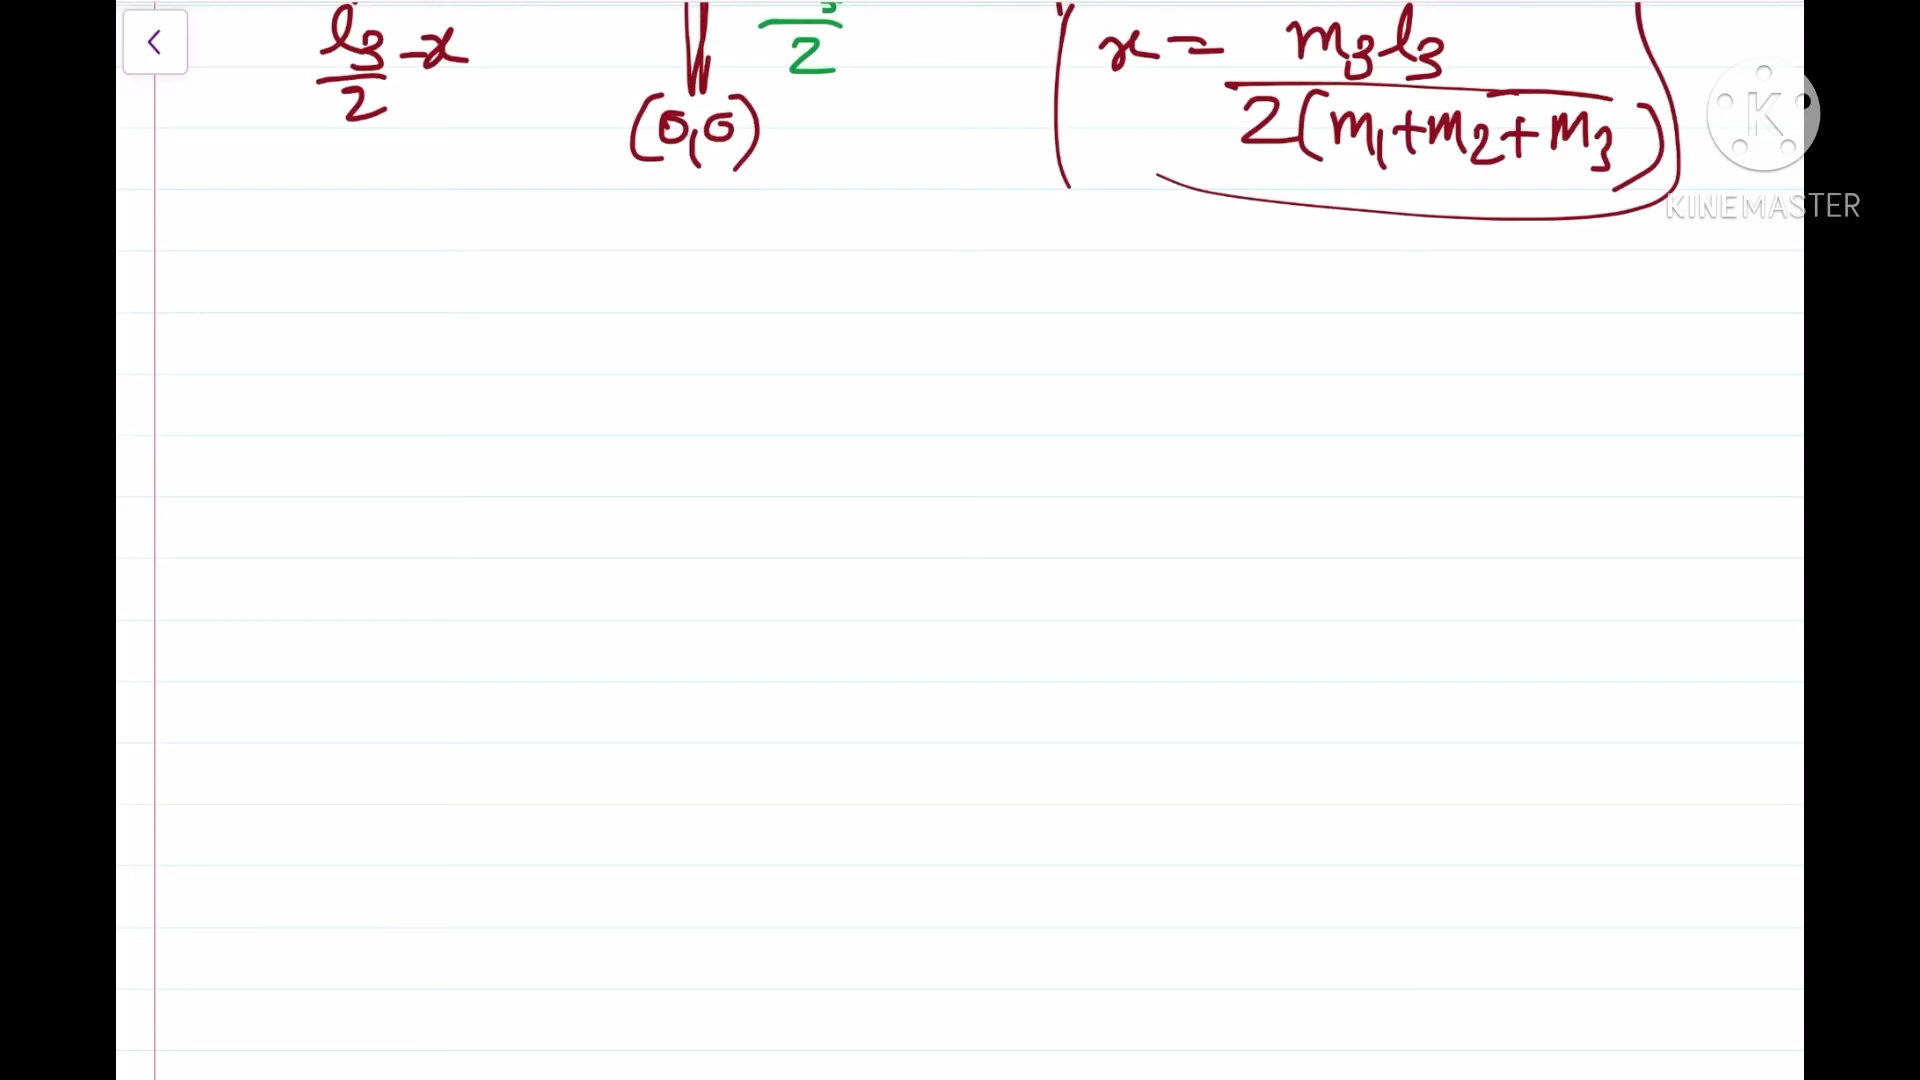 l₃/2 - x
2
(0,0)
x = m₃l₃ / 2(m₁+m₂+m₃)
K
KINEMASTER